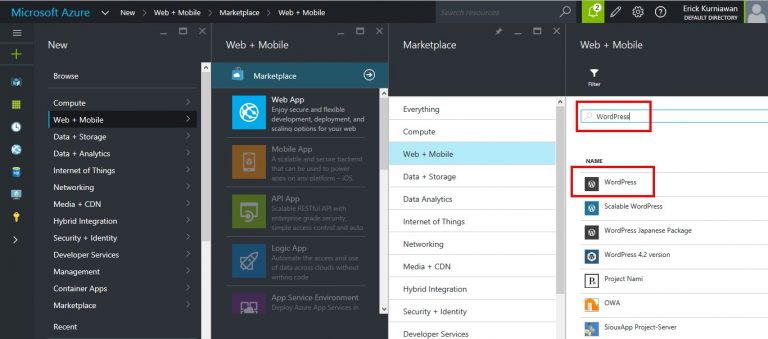 Microsoft Azure
New > Web + Mobile > Marketplace > Web + Mobile
Search resources
2
Erick Kurniawan
DEFAULT DIRECTORY
New
Browse
Compute
Web + Mobile
Data + Storage
Data + Analytics
Internet of Things
Networking
Media + CDN
Hybrid Integration
Security + Identity
Developer Services
Management
Container Apps
Marketplace
Recent
Web + Mobile
Marketplace
Web App
Enjoy secure and flexible
development, deployment, and
scaling options for your web
Mobile App
A scalable and secure backend
that can be used to power
apps on any platform – iOS,
API App
Scalable RESTful API with
enterprise grade security,
simple access control and auto
Logic App
Automate the access and use
of data across clouds without
writing code
App Service Environment
Deploy Azure App Services in
Marketplace
Everything
Compute
Web + Mobile
Data + Storage
Data Analytics
Internet of Things
Networking
Media + CDN
Hybrid Integration
Security + Identity
Developer Services
Web + Mobile
Filter
WordPress
NAME
WordPress
Scalable WordPress
WordPress Japanese Package
WordPress 4.2 version
Project Nami
OWA
SiouxApp Project-Server